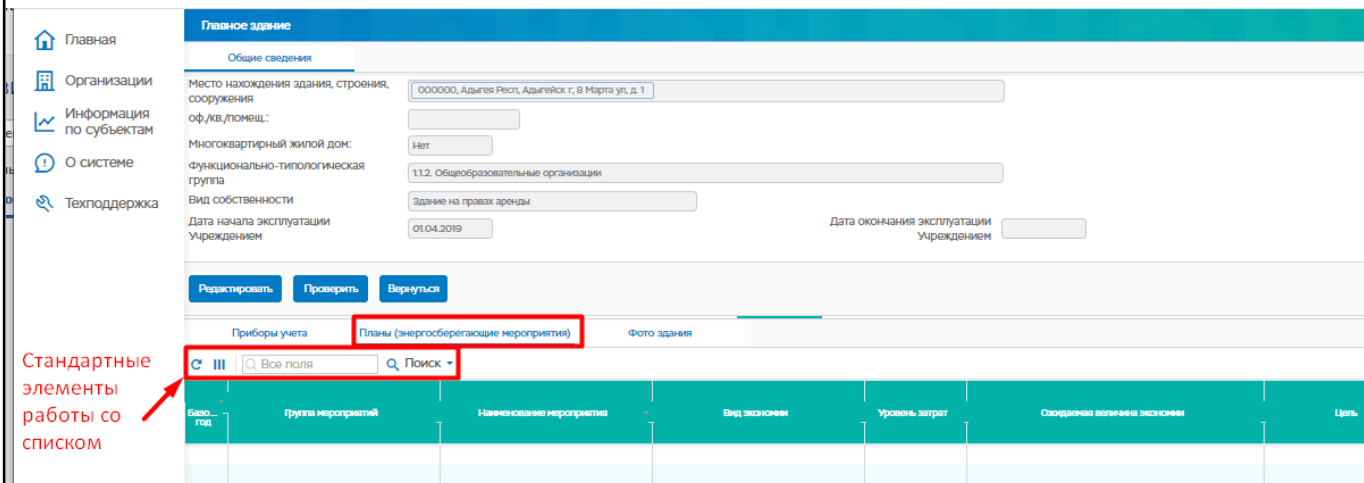 Главная
Организации
Информация
по субъектам
О системе
Техподдержка
Главное здание
Общие сведения
Место нахождения здания, строения,
сооружения
000000, Адыгея Респ, Адыгейск г, 8 Марта ул, д. 1
оф./кв./помещ.:
Многоквартирный жилой дом:
Нет
Функционально-типологическая
группа
1.1.2. Общеобразовательные организации
Вид собственности
Здание на правах аренды
Дата начала эксплуатации
Учреждением
01.04.2019
Дата окончания эксплуатации
Учреждением
Редактировать Проверить Вернуться
Приборы учета Планы (энергосберегающие мероприятия) Фото здания
Все поля Поиск
Стандартные
элементы
работы со
списком
Базо...
год
Группа мероприятий Наименование мероприятия Вид экономии Уровень затрат Ожидаемая величина экономии Цель